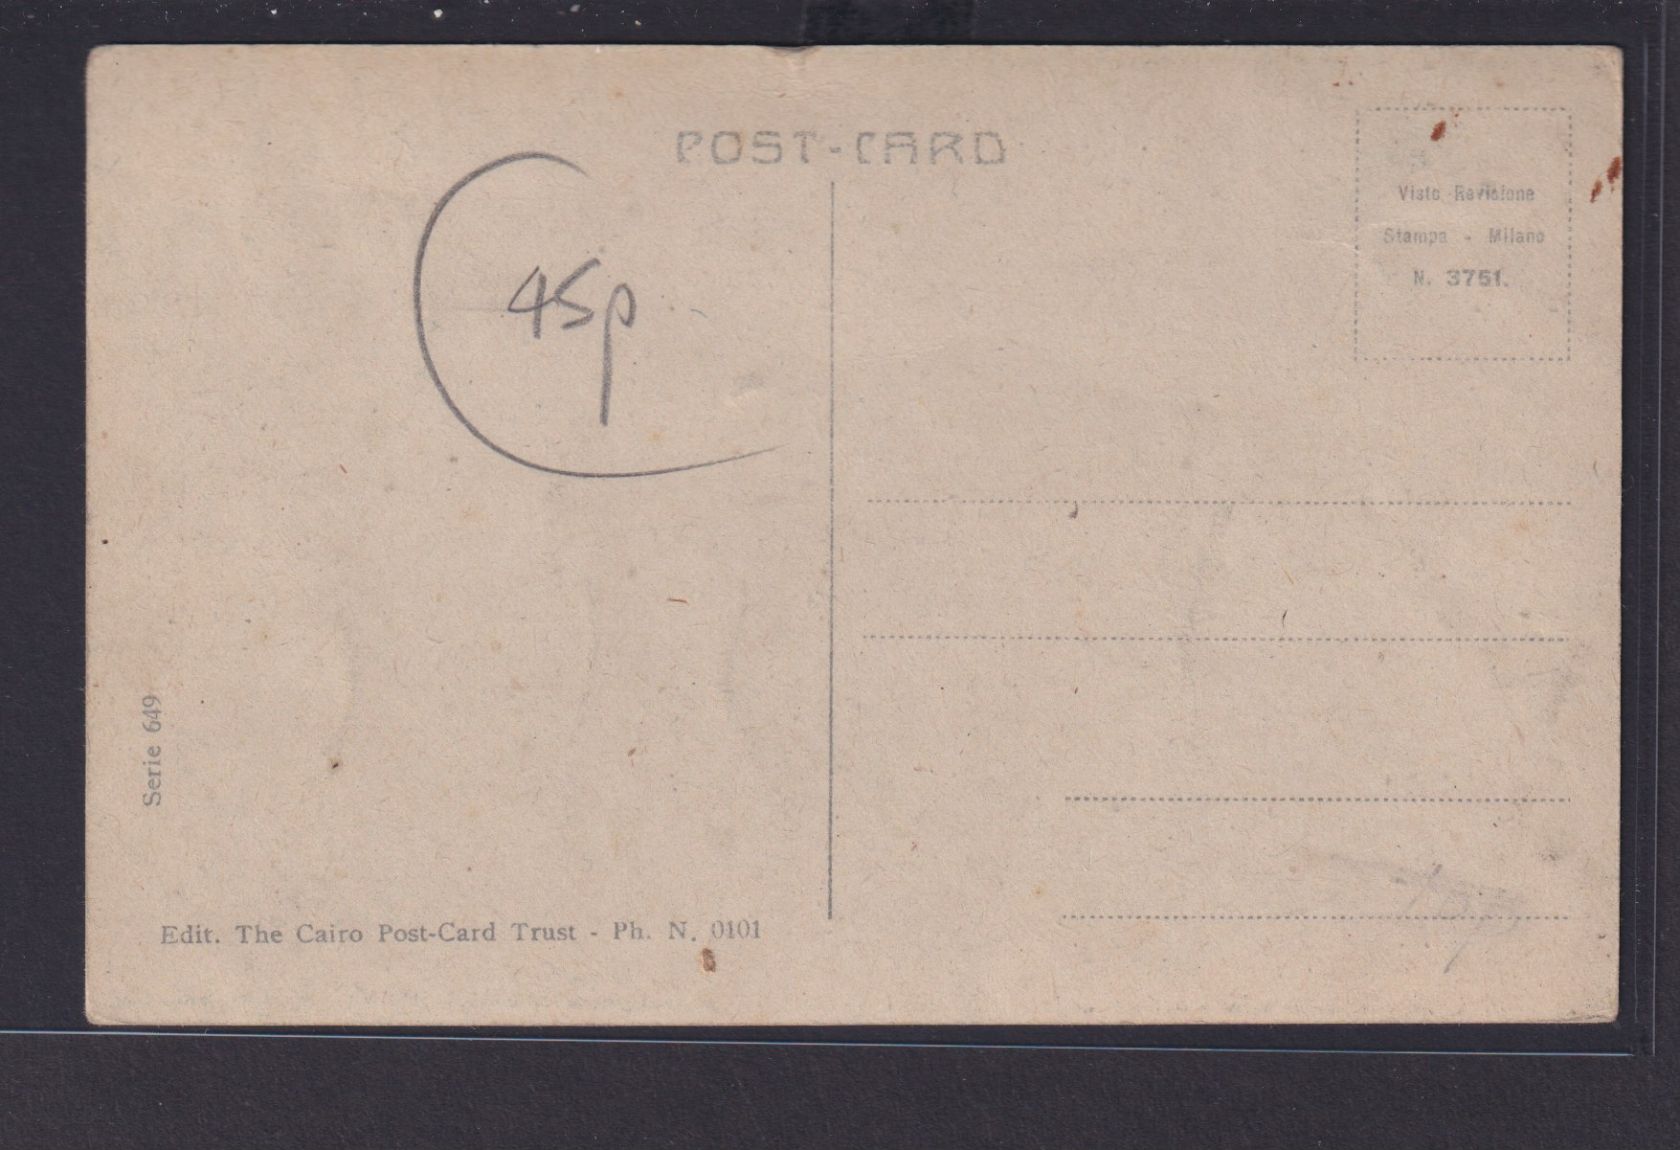 POST-CARD
45p
Visto Revisione
Stampa - Milano
N. 3751.
Serie 649
Edit. The Cairo Post-Card Trust - Ph. N. 0101